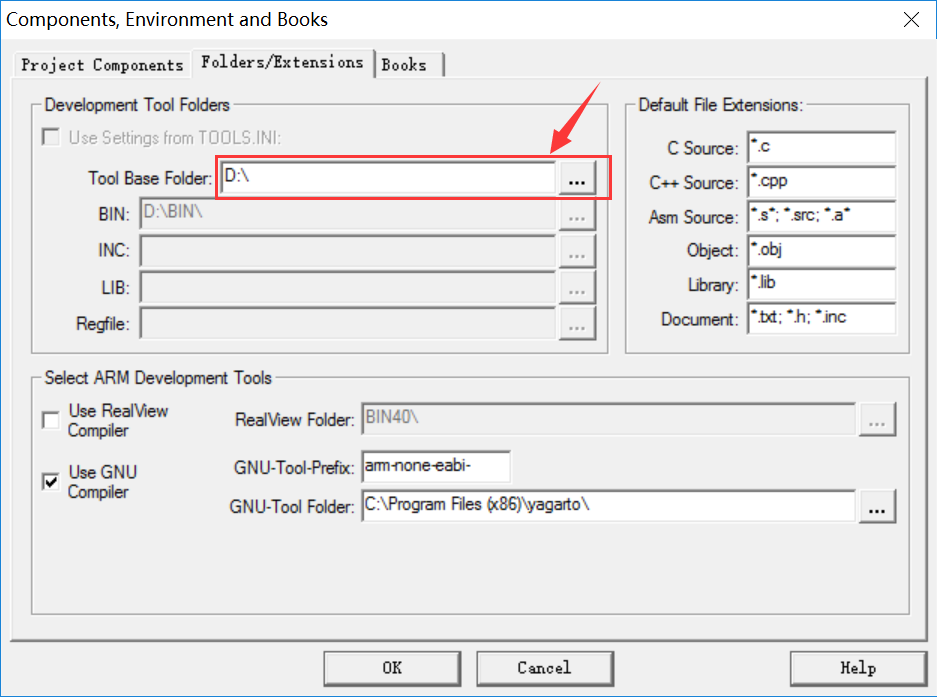 Components, Environment and Books
Project Components Folders/Extensions Books
Development Tool Folders
Use Settings from TOOLS.INI:
Tool Base Folder: D:\ ...
BIN: D:\BIN\ ...
INC: ...
LIB: ...
Regfile: ...
Default File Extensions:
C Source: *.c
C++ Source: *.cpp
Asm Source: *.s*; *.src; *.a*
Object: *.obj
Library: *.lib
Document: *.txt; *.h; *.inc
Select ARM Development Tools
Use RealView
Compiler
RealView Folder: BIN40\ ...
Use GNU
Compiler
GNU-Tool-Prefix: arm-none-eabi-
GNU-Tool Folder: C:\Program Files (x86)\yagarto\ ...
OK Cancel Help